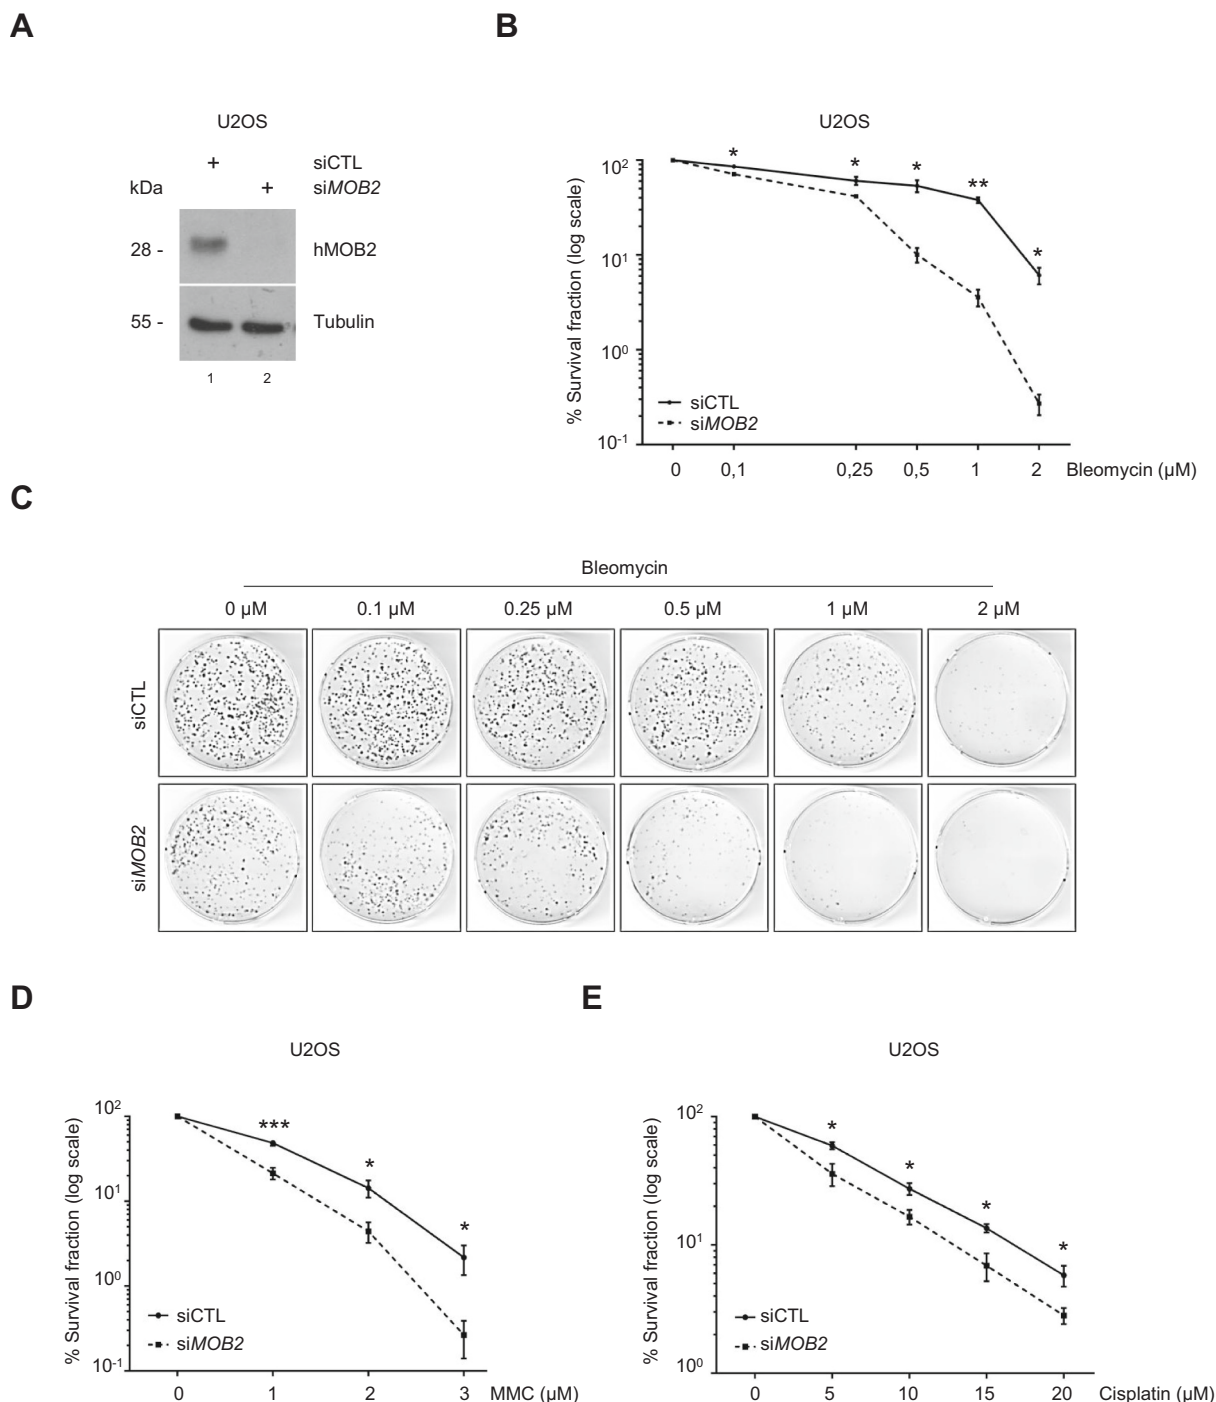 A
U2OS
+ siCTL
kDa + siMOB2
28 - hMOB2
55 - Tubulin
1 2
B
U2OS
% Survival fraction (log scale)
10²
10¹
10⁰
10⁻¹
* * * ** *
siCTL
siMOB2
0 0,1 0,25 0,5 1 2 Bleomycin (µM)
C
Bleomycin
0 µM 0.1 µM 0.25 µM 0.5 µM 1 µM 2 µM
siCTL
siMOB2
D
U2OS
% Survival fraction (log scale)
10²
10¹
10⁰
10⁻¹
*** * *
siCTL
siMOB2
0 1 2 3 MMC (µM)
E
U2OS
% Survival fraction (log scale)
10²
10¹
10⁰
* * * *
siCTL
siMOB2
0 5 10 15 20 Cisplatin (µM)